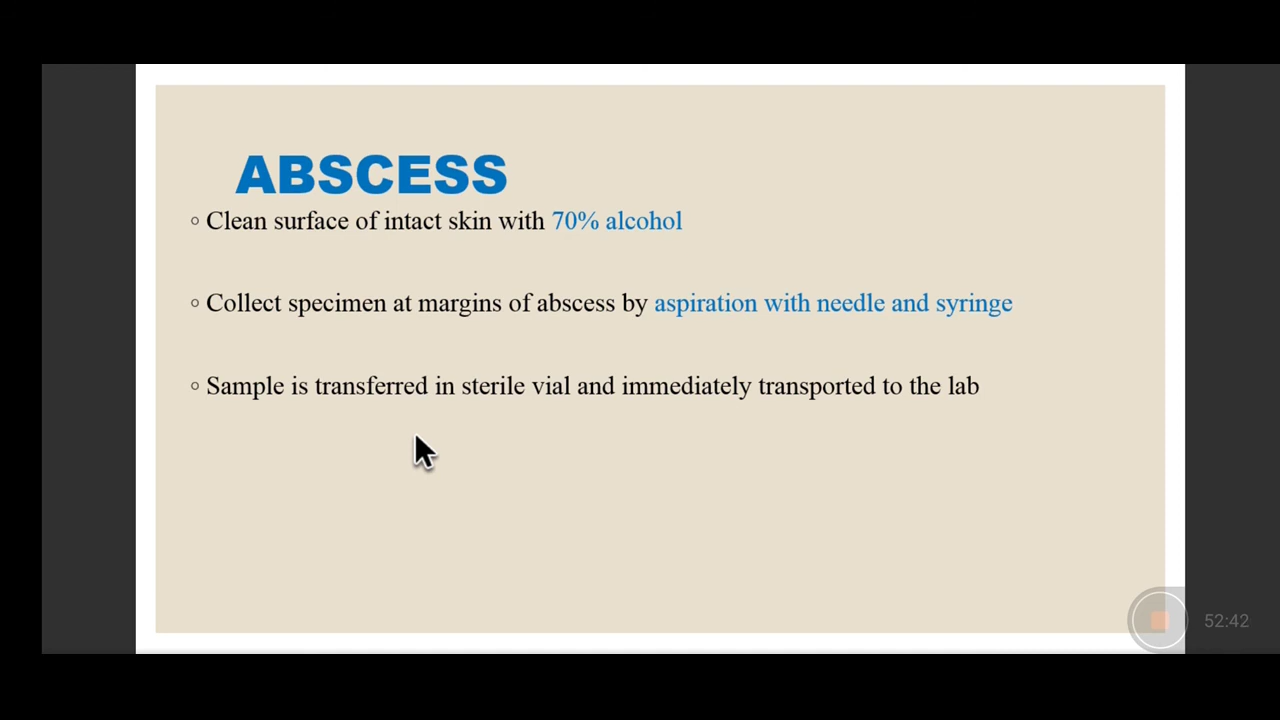 ABSCESS
◦ Clean surface of intact skin with 70% alcohol
◦ Collect specimen at margins of abscess by aspiration with needle and syringe
◦ Sample is transferred in sterile vial and immediately transported to the lab
52:42